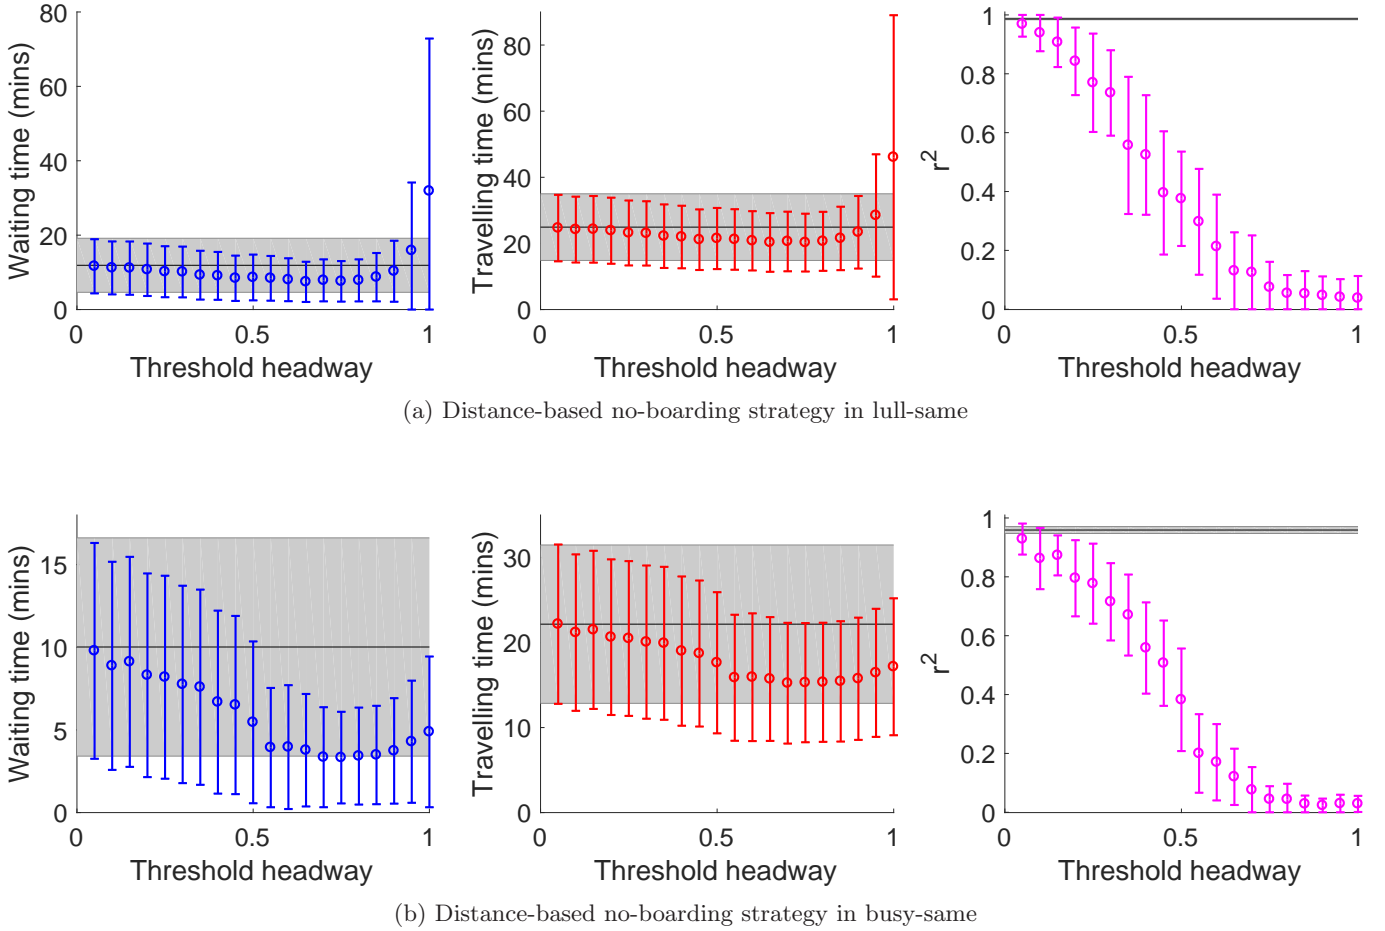 80
60
40
20
0
Waiting time (mins)
0 0.5 1
Threshold headway
80
60
40
20
0
Travelling time (mins)
0 0.5 1
Threshold headway
1
0.8
0.6
0.4
0.2
0
r²
0 0.5 1
Threshold headway
(a) Distance-based no-boarding strategy in lull-same
15
10
5
0
Waiting time (mins)
0 0.5 1
Threshold headway
30
20
10
0
Travelling time (mins)
0 0.5 1
Threshold headway
1
0.8
0.6
0.4
0.2
0
r²
0 0.5 1
Threshold headway
(b) Distance-based no-boarding strategy in busy-same